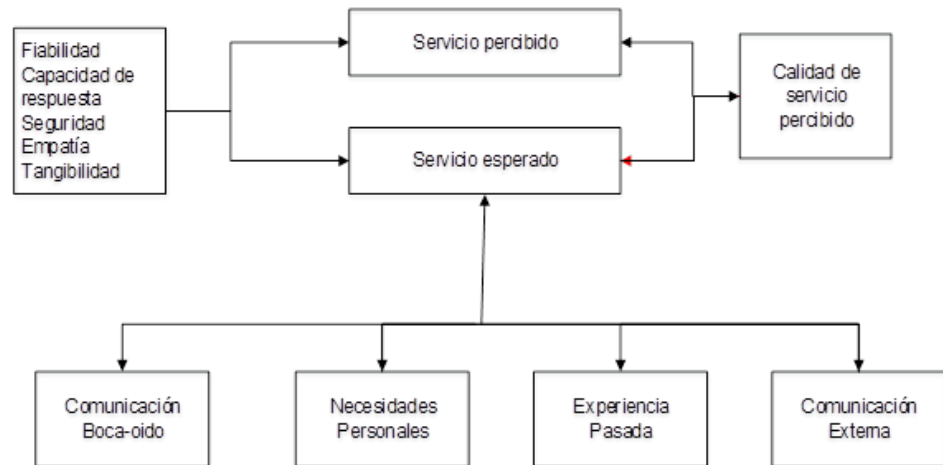 Fiabilidad
Capacidad de
respuesta
Seguridad
Empatía
Tangibilidad
Servicio percibido
Servicio esperado
Calidad de
servicio
percibido
Comunicación
Boca-oido
Necesidades
Personales
Experiencia
Pasada
Comunicación
Externa